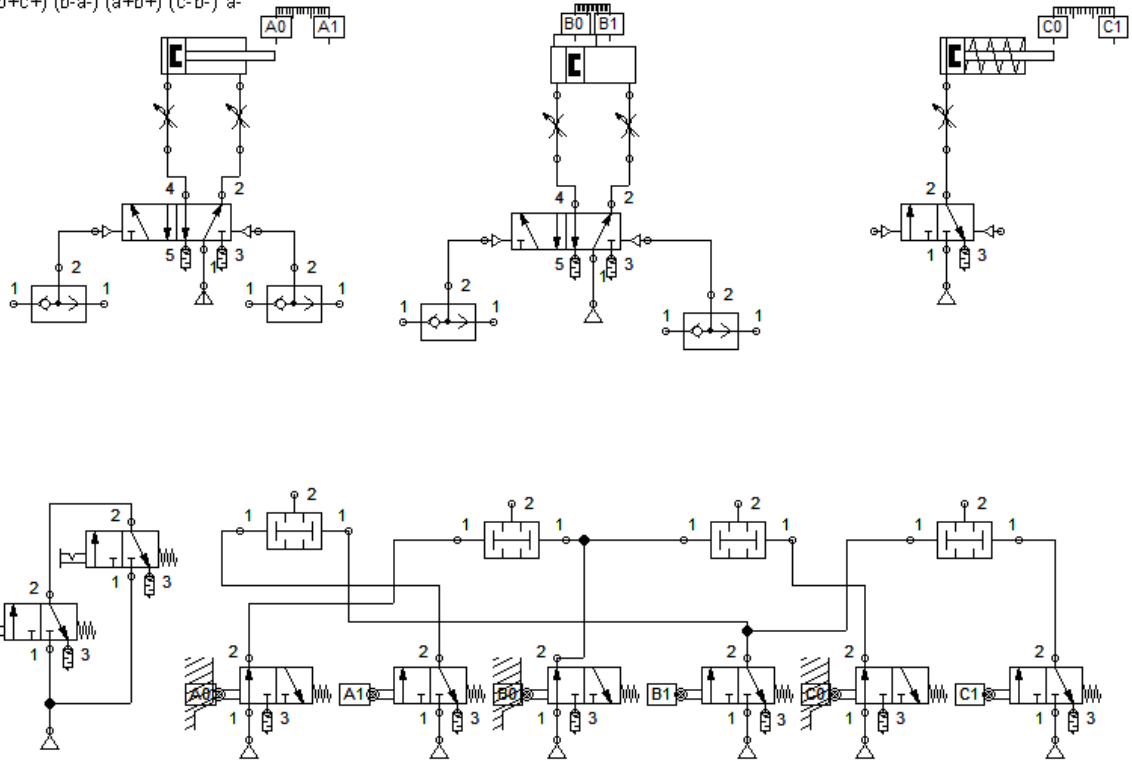 +c+) (b-a-) (a+b+) (c-b-) a-
A0 A1 B0 B1 C0 C1
4 2 4 2 2
5 1 3 5 1 3 1 3
2 2 2 2
1 1 1 1 1 1 1 1
2 2 2 2
2 1 1 1 1 1 1 1 1
1 3
2
1 3
2 2 2 2 2 2
A0 A1 B0 B1 C0 C1
1 3 1 3 1 3 1 3 1 3 1 3